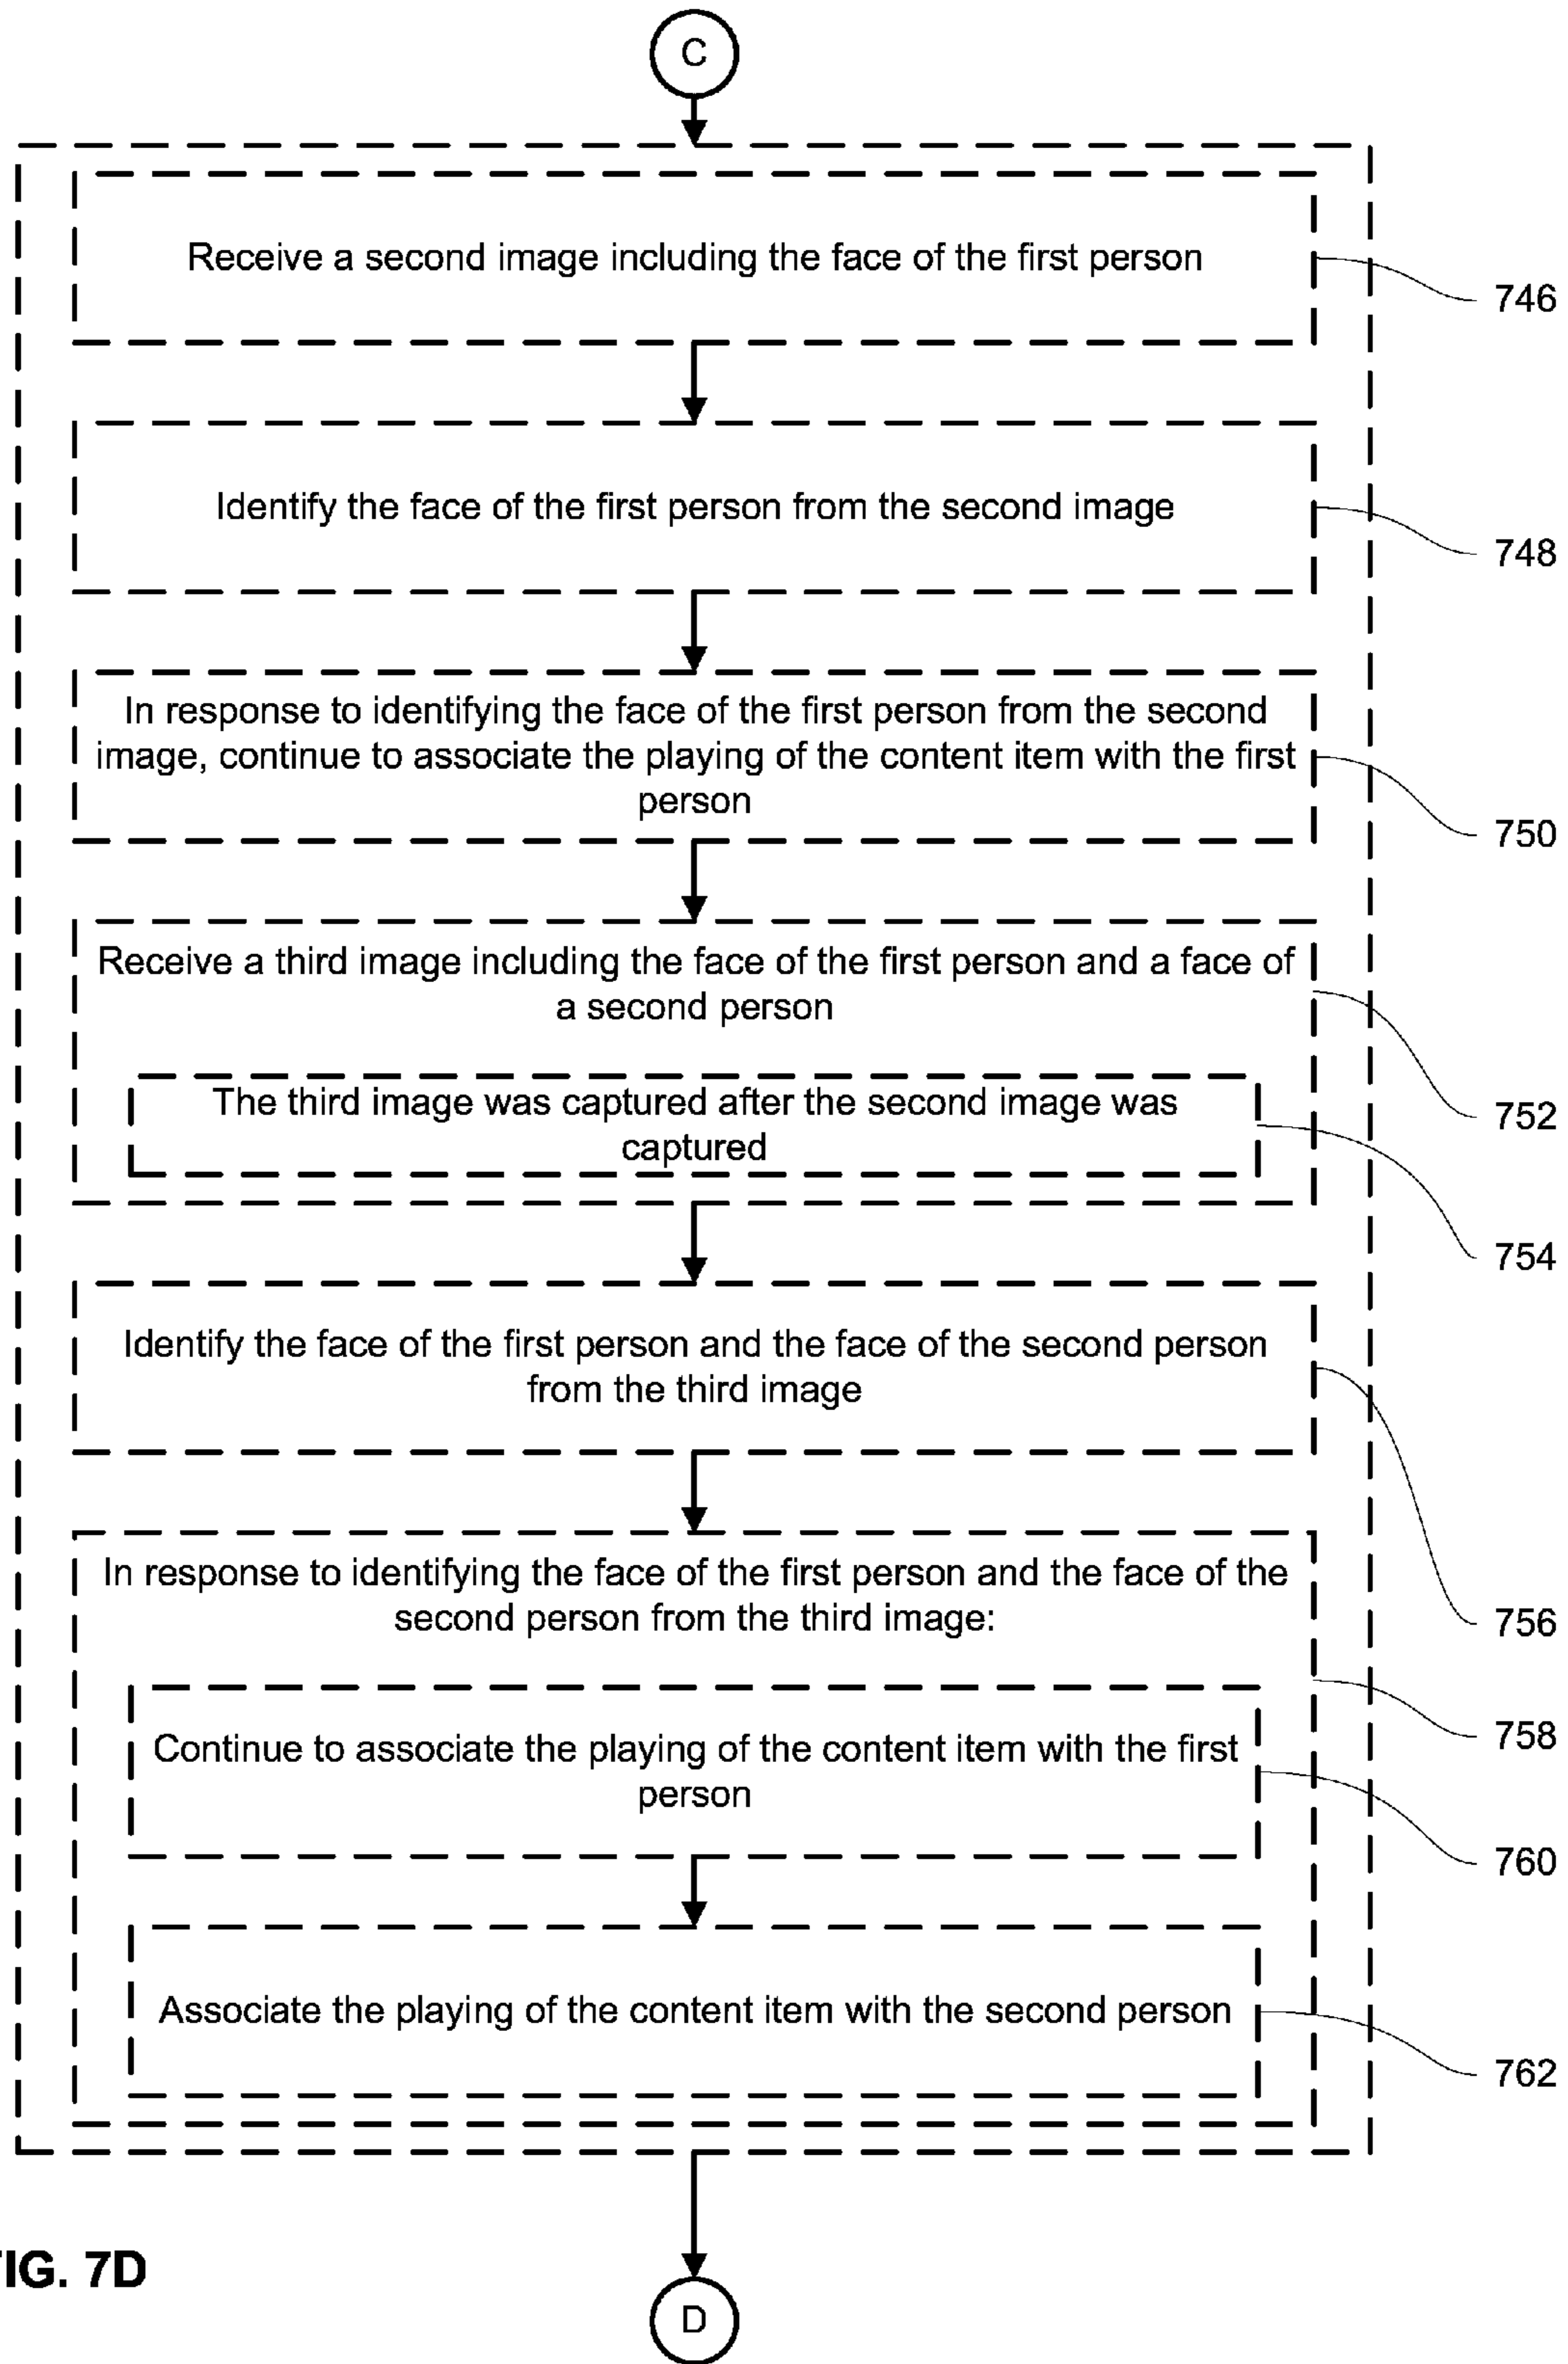 C
Receive a second image including the face of the first person
746
Identify the face of the first person from the second image
748
In response to identifying the face of the first person from the second
image, continue to associate the playing of the content item with the first
person
750
Receive a third image including the face of the first person and a face of
a second person
752
The third image was captured after the second image was
captured
754
Identify the face of the first person and the face of the second person
from the third image
756
In response to identifying the face of the first person and the face of the
second person from the third image:
758
Continue to associate the playing of the content item with the first
person
760
Associate the playing of the content item with the second person
762
IG. 7D
D